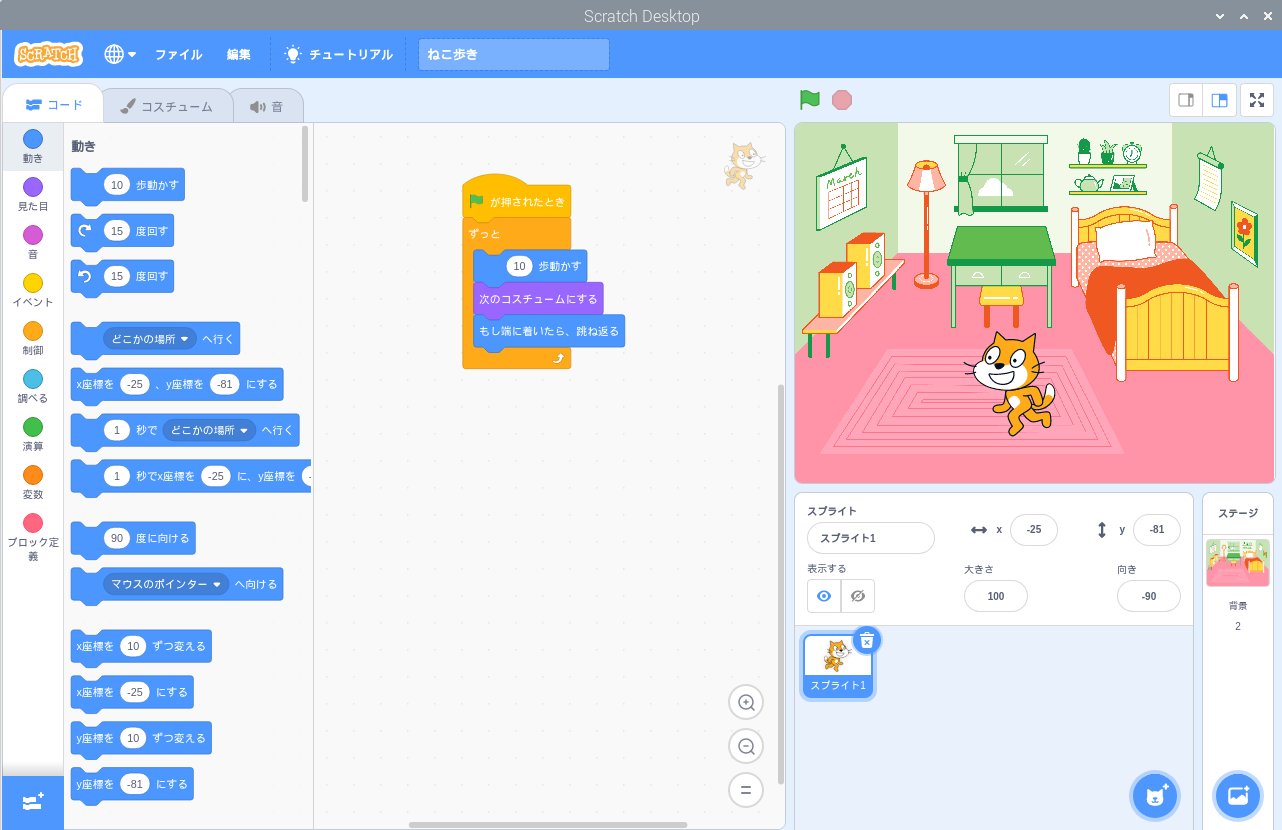 Scratch Desktop
SCRATCH
ファイル
編集
チュートリアル
ねこ歩き
コード
コスチューム
音
動き
見た目
音
イベント
制御
調べる
演算
変数
ブロック定
義
動き
10 歩動かす
15 度回す
15 度回す
どこかの場所 へ行く
x座標を -25 、y座標を -81 にする
1 秒で どこかの場所 へ行く
1 秒でx座標を -25 に、y座標を
90 度に向ける
マウスのポインター へ向ける
x座標を 10 ずつ変える
x座標を -25 にする
y座標を 10 ずつ変える
y座標を -81 にする
が押されたとき
ずっと
10 歩動かす
次のコスチュームにする
もし端に着いたら、跳ね返る
March
スプライト
スプライト1
x -25
y -81
表示する
大きさ 100
向き -90
スプライト1
ステージ
背景
2